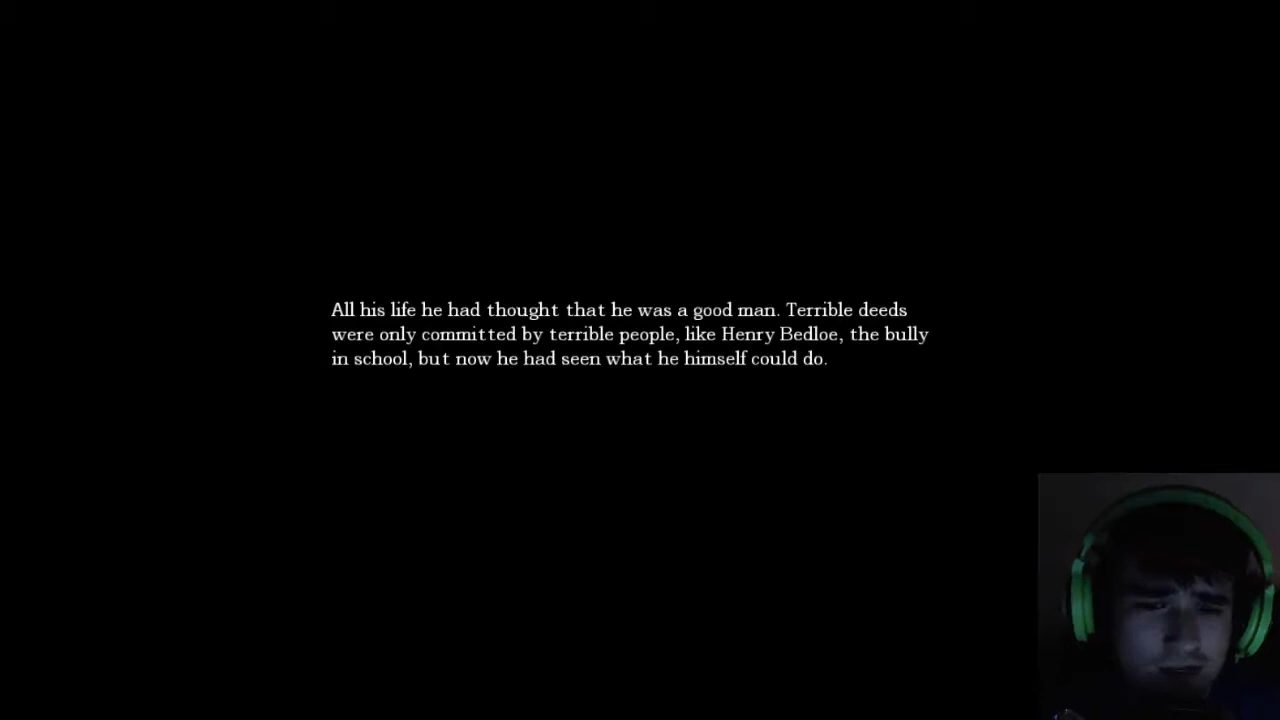 All his life he had thought that he was a good man. Terrible deeds
were only committed by terrible people, like Henry Bedloe, the bully
in school, but now he had seen what he himself could do.